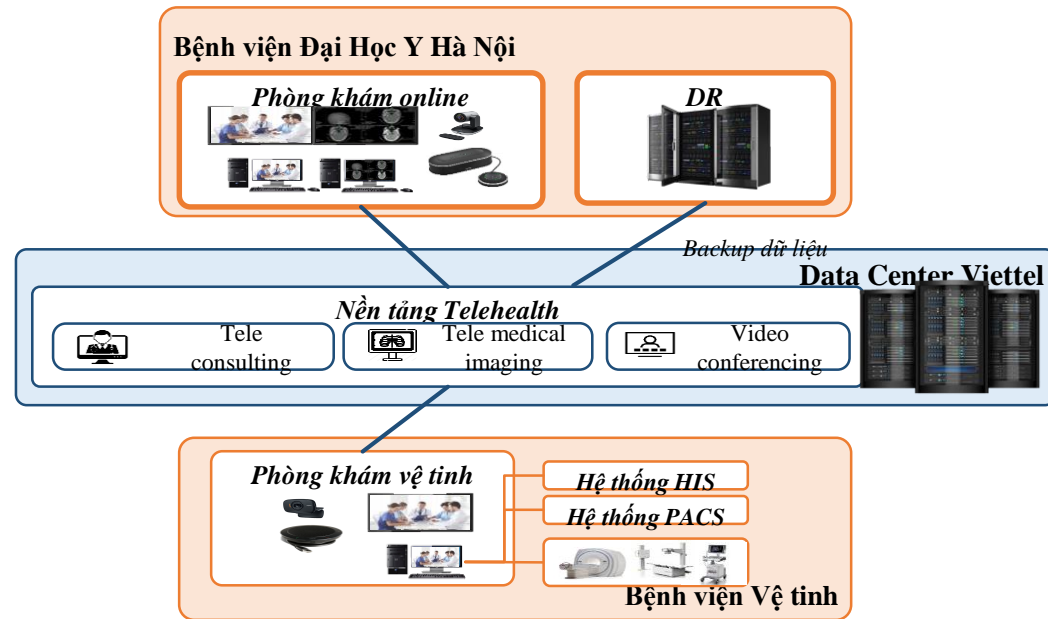 Bệnh viện Đại Học Y Hà Nội
Phòng khám online
DR
Backup dữ liệu
Data Center Viettel
Nền tảng Telehealth
Tele
consulting
Tele medical
imaging
Video
conferencing
Phòng khám vệ tinh
Hệ thống HIS
Hệ thống PACS
Bệnh viện Vệ tinh